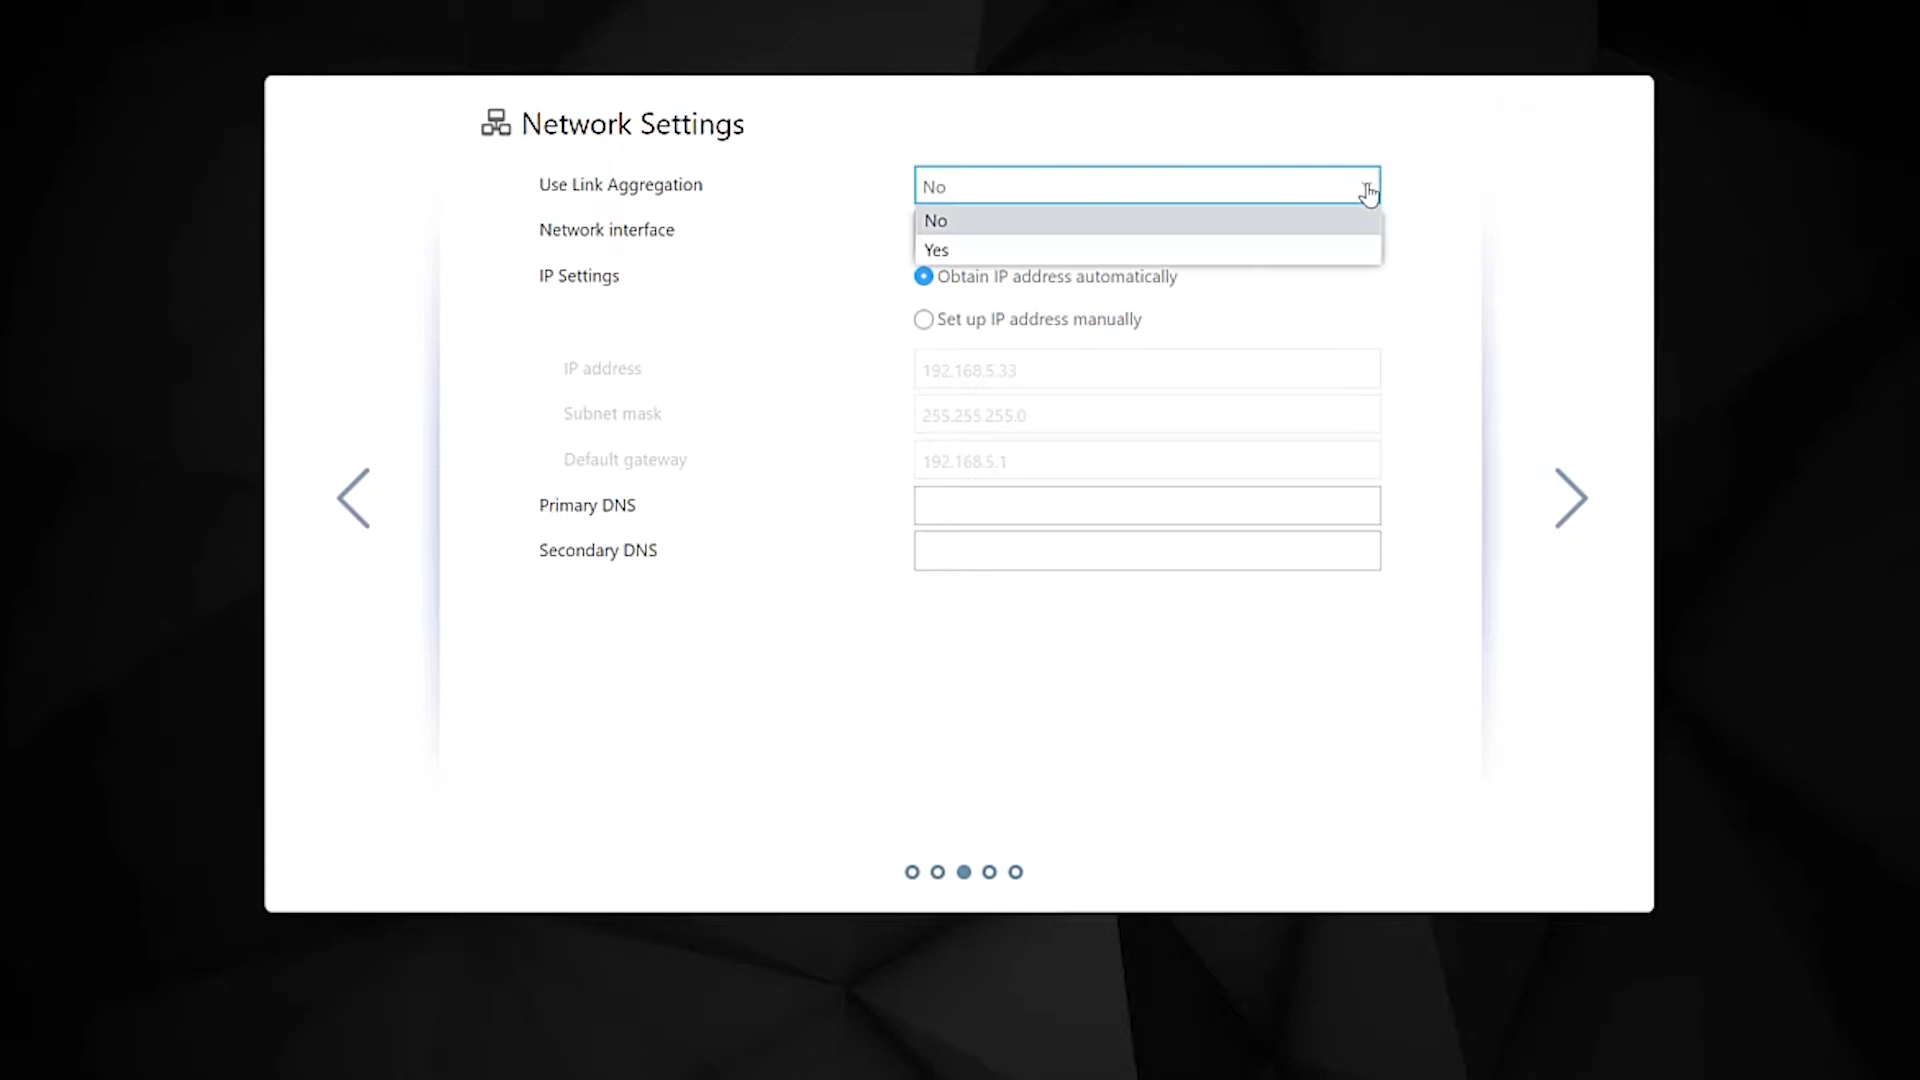 Network Settings
Use Link Aggregation
No
No
Network interface
Yes
IP Settings
Obtain IP address automatically
Set up IP address manually
IP address
192.168.5.33
Subnet mask
255.255.255.0
Default gateway
192.168.5.1
Primary DNS
Secondary DNS